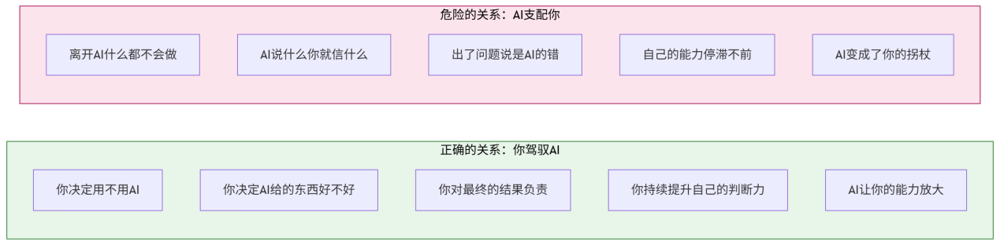 危险的关系：AI支配你
离开AI什么都不会做
AI说什么你就信什么
出了问题说是AI的错
自己的能力停滞不前
AI变成了你的拐杖
正确的关系：你驾驭AI
你决定用不用AI
你决定AI给的东西好不好
你对最终的结果负责
你持续提升自己的判断力
AI让你的能力放大